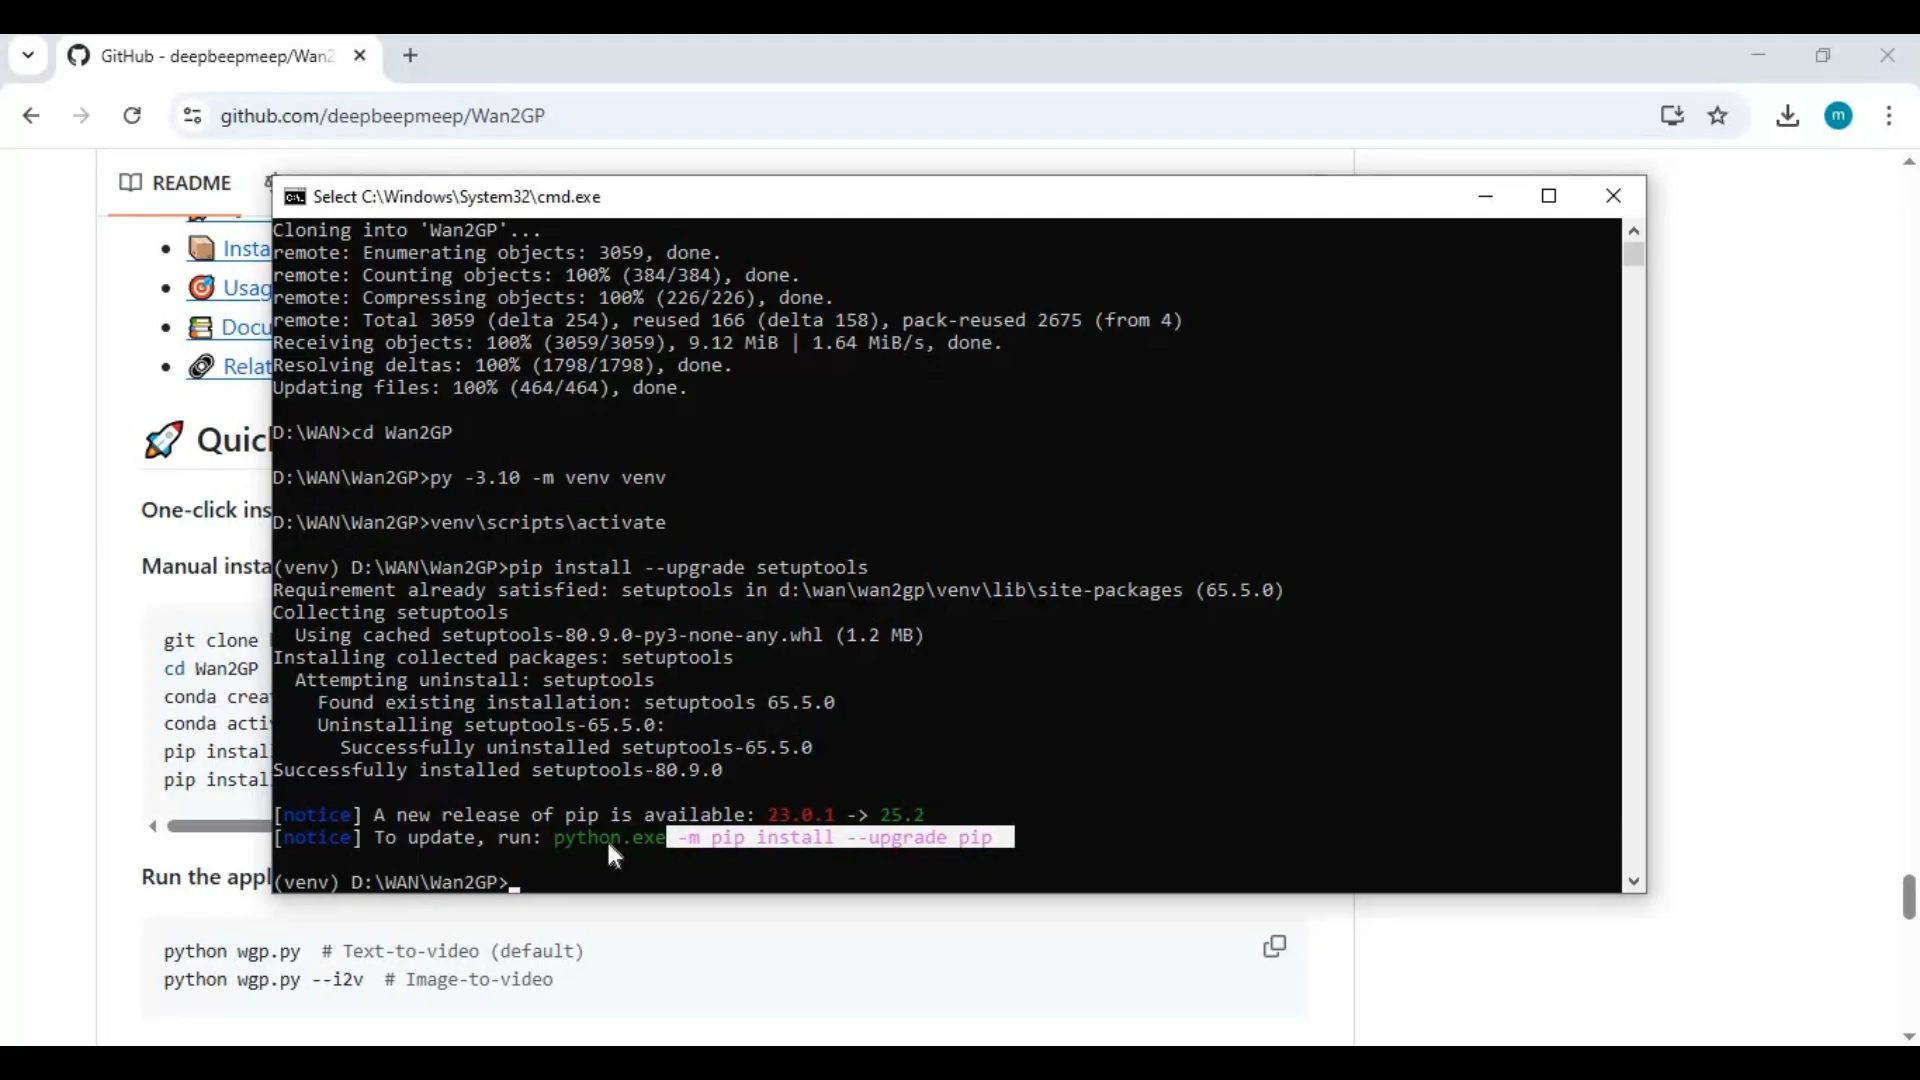 GitHub - deepbeepmeep/Wan2
github.com/deepbeepmeep/Wan2GP
m
README
Select C:\Windows\System32\cmd.exe
Insta
Usag
Docu
Relat
Cloning into 'Wan2GP'...
remote: Enumerating objects: 3059, done.
remote: Counting objects: 100% (384/384), done.
remote: Compressing objects: 100% (226/226), done.
remote: Total 3059 (delta 254), reused 166 (delta 158), pack-reused 2675 (from 4)
Receiving objects: 100% (3059/3059), 9.12 MiB | 1.64 MiB/s, done.
Resolving deltas: 100% (1798/1798), done.
Updating files: 100% (464/464), done.
D:\WAN>cd Wan2GP
D:\WAN\Wan2GP>py -3.10 -m venv venv
D:\WAN\Wan2GP>venv\scripts\activate
(venv) D:\WAN\Wan2GP>pip install --upgrade setuptools
Requirement already satisfied: setuptools in d:\wan\wan2gp\venv\lib\site-packages (65.5.0)
Collecting setuptools
Using cached setuptools-80.9.0-py3-none-any.whl (1.2 MB)
Installing collected packages: setuptools
Attempting uninstall: setuptools
Found existing installation: setuptools 65.5.0
Uninstalling setuptools-65.5.0:
Successfully uninstalled setuptools-65.5.0
Successfully installed setuptools-80.9.0
[notice] A new release of pip is available: 23.0.1 -> 25.2
[notice] To update, run: python.exe -m pip install --upgrade pip
(venv) D:\WAN\Wan2GP>
Quic
One-click ins
Manual insta
git clone
cd Wan2GP
conda crea
conda acti
pip instal
pip instal
Run the appl
python wgp.py # Text-to-video (default)
python wgp.py --i2v # Image-to-video